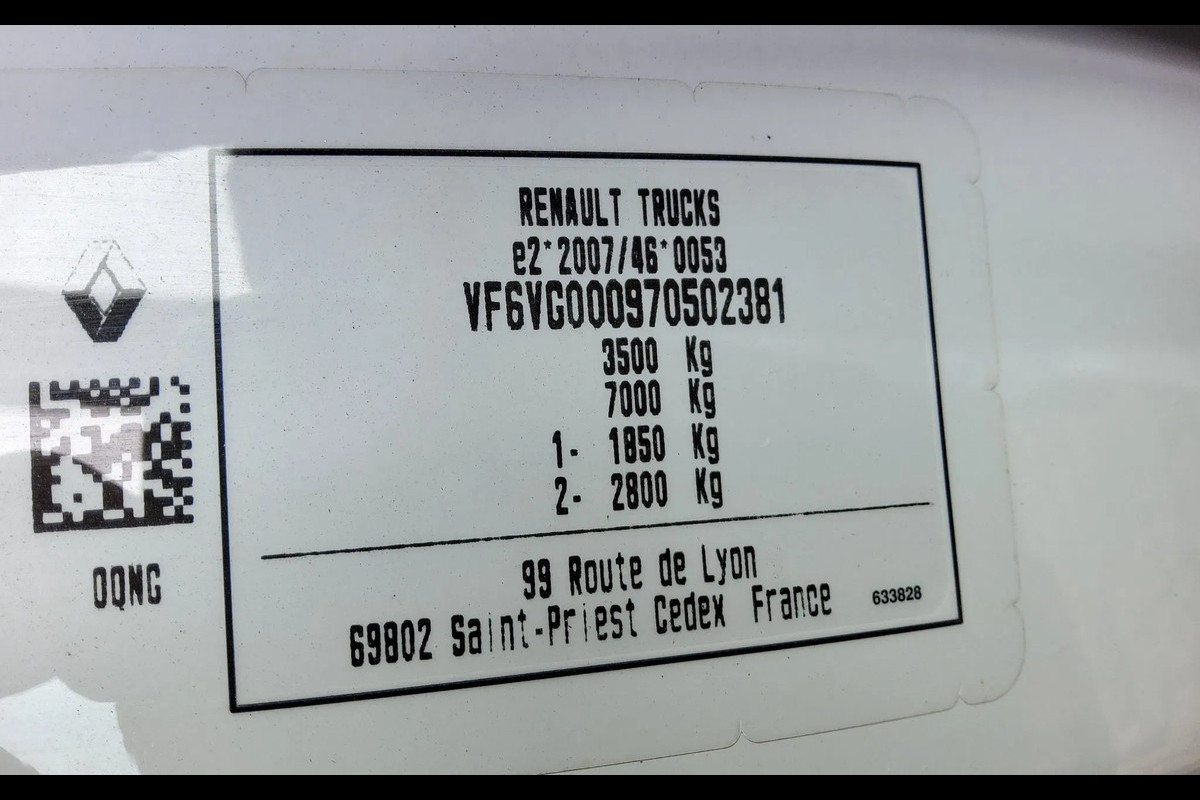 RENAULT TRUCKS
e2*2007/46*0053
VF6VG000970502381
3500 Kg
7000 Kg
1- 1850 Kg
2- 2800 Kg
99 Route de Lyon
69802 Saint-Priest Cedex France
633828
0QNG